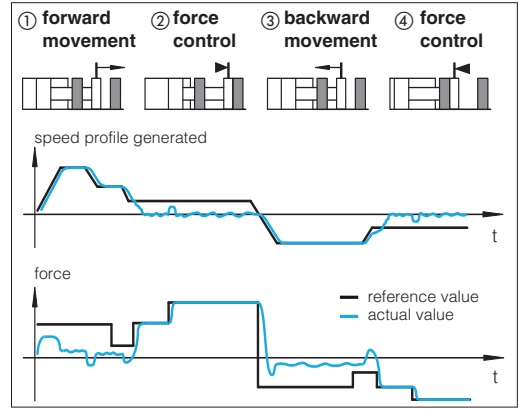 ① forward movement
② force control
③ backward movement
④ force control
speed profile generated
t
force
reference value
actual value
t